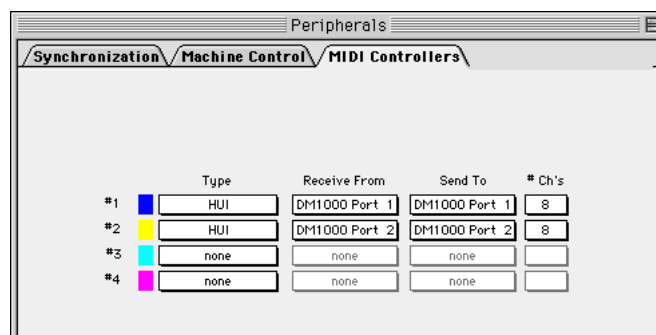 Peripherals
Synchronization Machine Control MIDI Controllers
Type Receive From Send To # Ch's
#1 HUI DM1000 Port 1 DM1000 Port 1 8
#2 HUI DM1000 Port 2 DM1000 Port 2 8
#3 none none none
#4 none none none